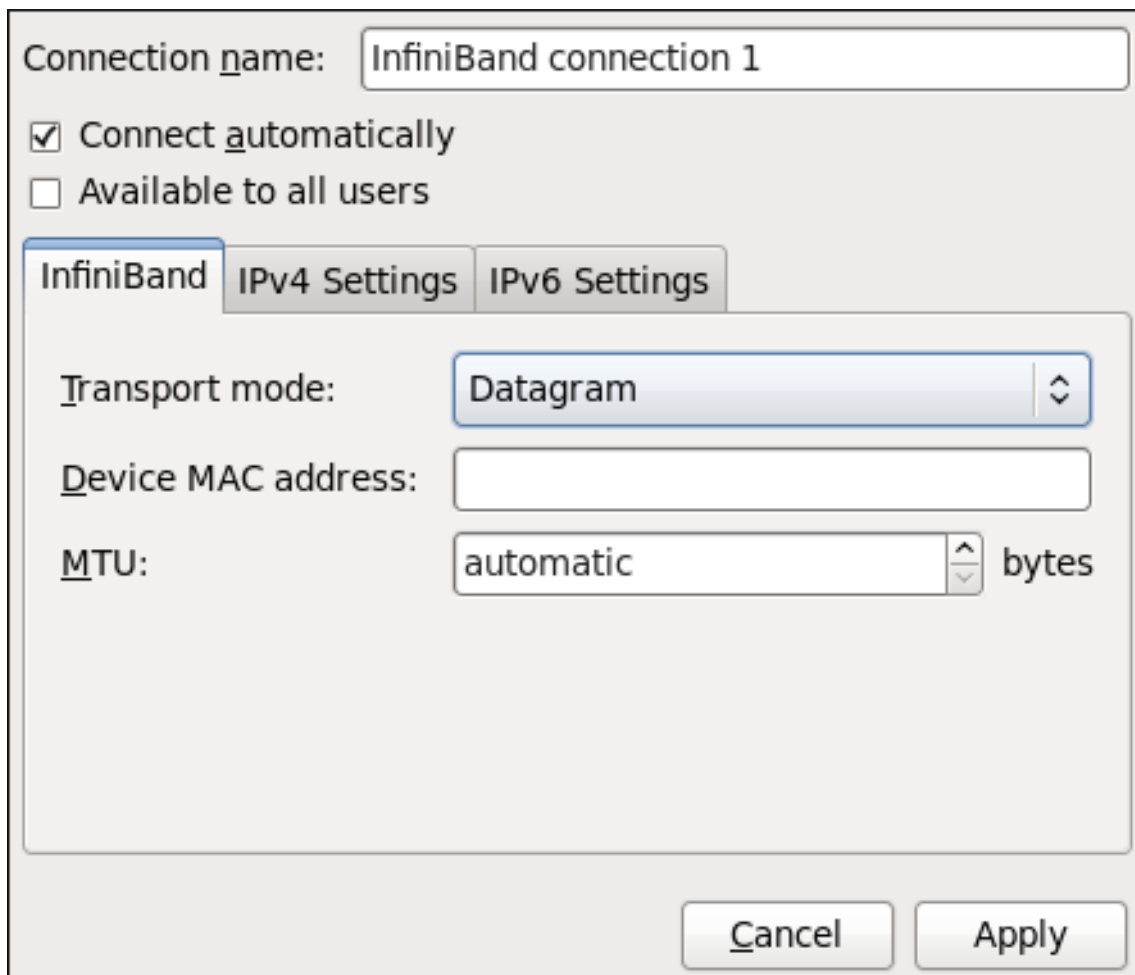 Connection name: InfiniBand connection 1
Connect automatically
Available to all users
InfiniBand IPv4 Settings IPv6 Settings
Transport mode: Datagram
Device MAC address:
MTU: automatic bytes
Cancel Apply